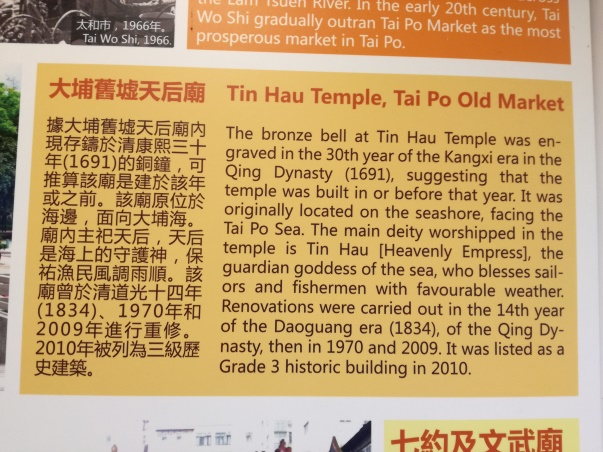 the Lam Tsuen River. In the early 20th century, Tai
Wo Shi gradually outran Tai Po Market as the most
prosperous market in Tai Po.
太和市，1966年。
Tai Wo Shi, 1966.
大埔舊墟天后廟
據大埔舊墟天后廟內
現存鑄於清康熙三十
年(1691)的銅鐘，可
推算該廟是建於該年
或之前。該廟原位於
海邊，面向大埔海。
廟內主祀天后，天后
是海上的守護神，保
祐漁民風調雨順。該
廟曾於清道光十四年
(1834)、1970年和
2009年進行重修。
2010年被列為三級歷
史建築。
Tin Hau Temple, Tai Po Old Market
The bronze bell at Tin Hau Temple was en-
graved in the 30th year of the Kangxi era in the
Qing Dynasty (1691), suggesting that the
temple was built in or before that year. It was
originally located on the seashore, facing the
Tai Po Sea. The main deity worshipped in the
temple is Tin Hau [Heavenly Empress], the
guardian goddess of the sea, who blesses sail-
ors and fishermen with favourable weather.
Renovations were carried out in the 14th year
of the Daoguang era (1834), of the Qing Dy-
nasty, then in 1970 and 2009. It was listed as a
Grade 3 historic building in 2010.
七約及文武廟